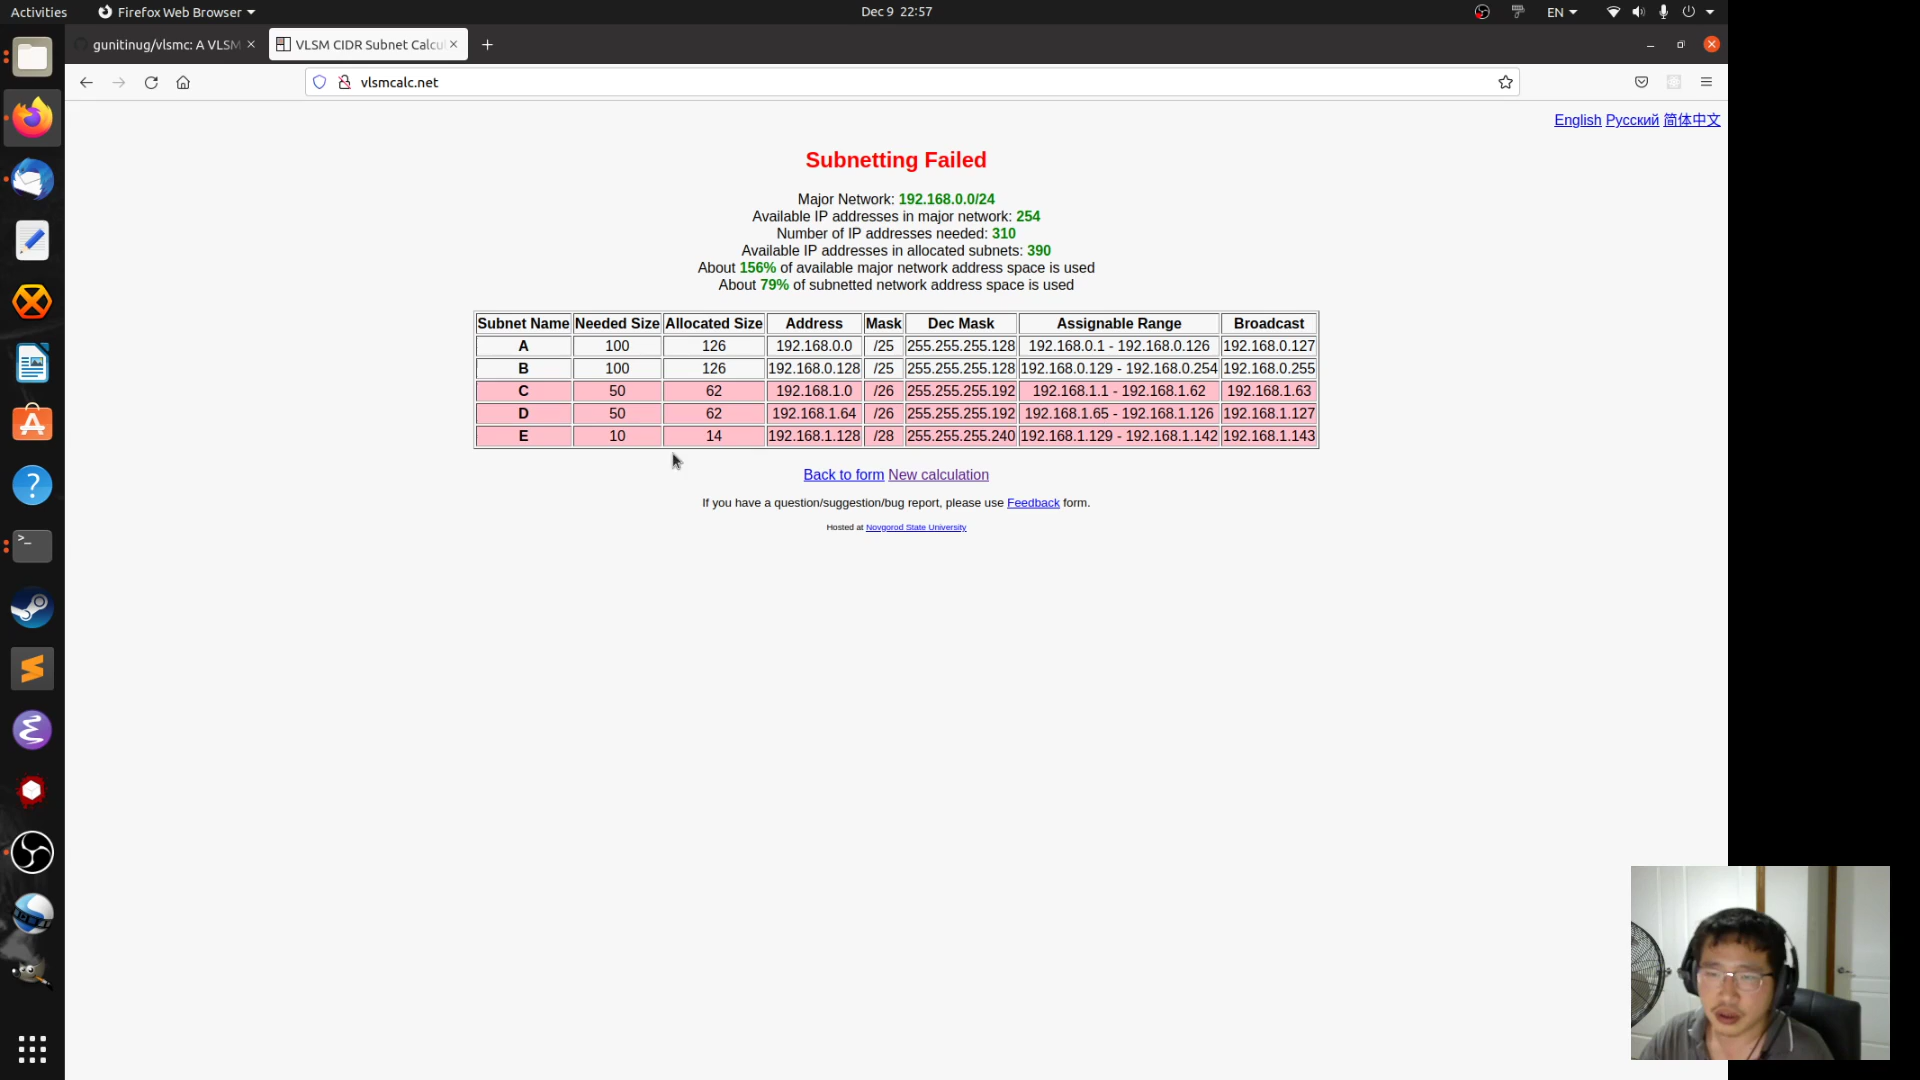 Activities
Firefox Web Browser
Dec 9 22:57
EN
gunitinug/vlsmc: A VLSM
VLSM CIDR Subnet Calcu
vlsmcalc.net
English Русский 简体中文
Subnetting Failed
Major Network: 192.168.0.0/24
Available IP addresses in major network: 254
Number of IP addresses needed: 310
Available IP addresses in allocated subnets: 390
About 156% of available major network address space is used
About 79% of subnetted network address space is used
Subnet Name Needed Size Allocated Size Address Mask Dec Mask Assignable Range Broadcast
A 100 126 192.168.0.0 /25 255.255.255.128 192.168.0.1 - 192.168.0.126 192.168.0.127
B 100 126 192.168.0.128 /25 255.255.255.128 192.168.0.129 - 192.168.0.254 192.168.0.255
C 50 62 192.168.1.0 /26 255.255.255.192 192.168.1.1 - 192.168.1.62 192.168.1.63
D 50 62 192.168.1.64 /26 255.255.255.192 192.168.1.65 - 192.168.1.126 192.168.1.127
E 10 14 192.168.1.128 /28 255.255.255.240 192.168.1.129 - 192.168.1.142 192.168.1.143
Back to form New calculation
If you have a question/suggestion/bug report, please use Feedback form.
Hosted at Novgorod State University